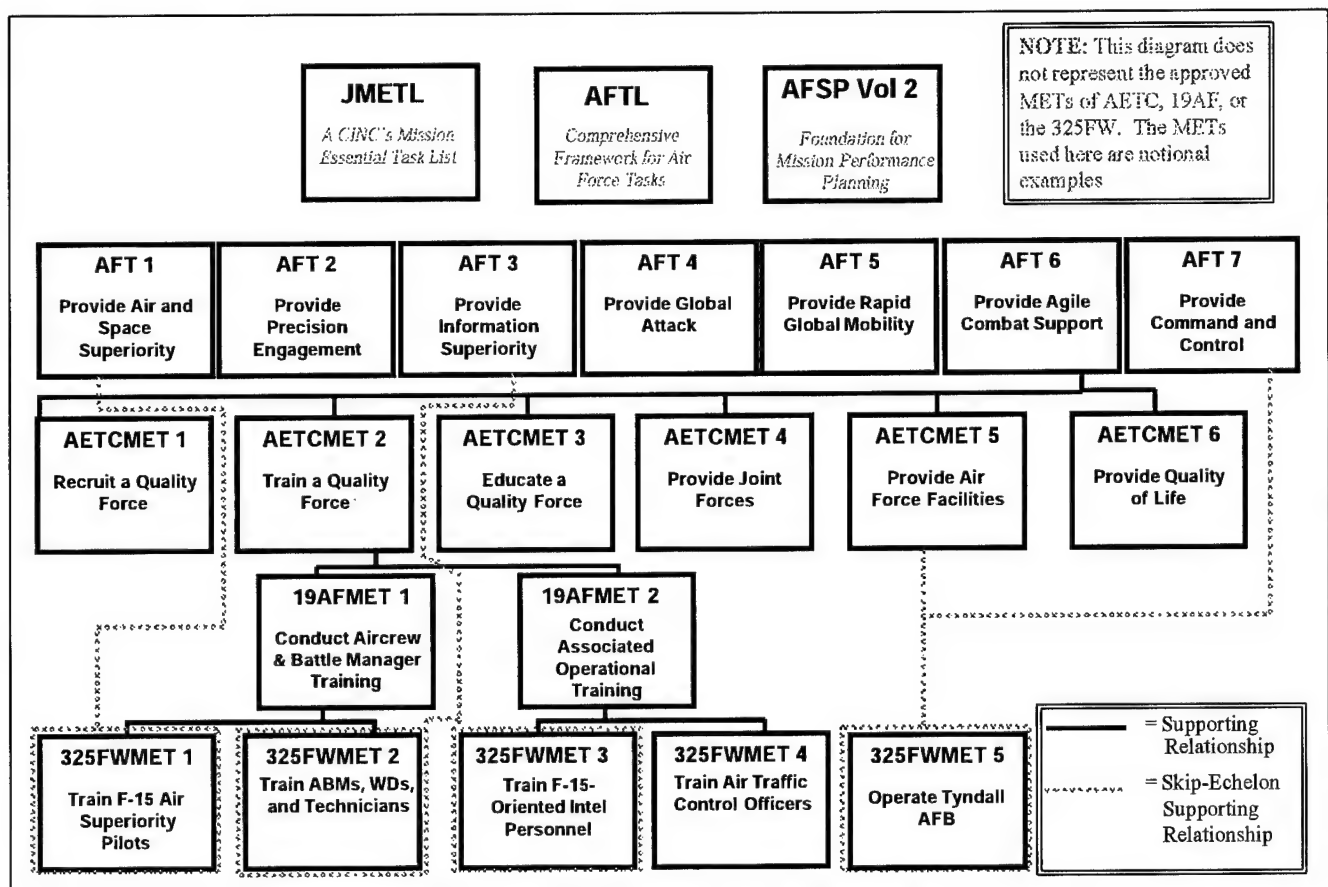 JMETL
A CINC's Mission
Essential Task List
AFTL
Comprehensive
Framework for Air
Force Tasks
AFSP Vol 2
Foundation for
Mission Performance
Planning
NOTE: This diagram does
not represent the approved
METs of AETC, 19AF, or
the 325FW. The METs
used here are notional
examples
AFT 1
Provide Air and
Space
Superiority
AFT 2
Provide
Precision
Engagement
AFT 3
Provide
Information
Superiority
AFT 4
Provide Global
Attack
AFT 5
Provide Rapid
Global Mobility
AFT 6
Provide Agile
Combat Support
AFT 7
Provide
Command and
Control
AETCMET 1
Recruit a Quality
Force
AETCMET 2
Train a Quality
Force
AETCMET 3
Educate a
Quality Force
AETCMET 4
Provide Joint
Forces
AETCMET 5
Provide Air
Force Facilities
AETCMET 6
Provide Quality
of Life
19AFMET 1
Conduct Aircrew
& Battle Manager
Training
19AFMET 2
Conduct
Associated
Operational
Training
325FWMET 1
Train F-15 Air
Superiority
Pilots
325FWMET 2
Train ABMs, WDs,
and Technicians
325FWMET 3
Train F-15-
Oriented Intel
Personnel
325FWMET 4
Train Air Traffic
Control Officers
325FWMET 5
Operate Tyndall
AFB
= Supporting
Relationship
= Skip-Echelon
Supporting
Relationship